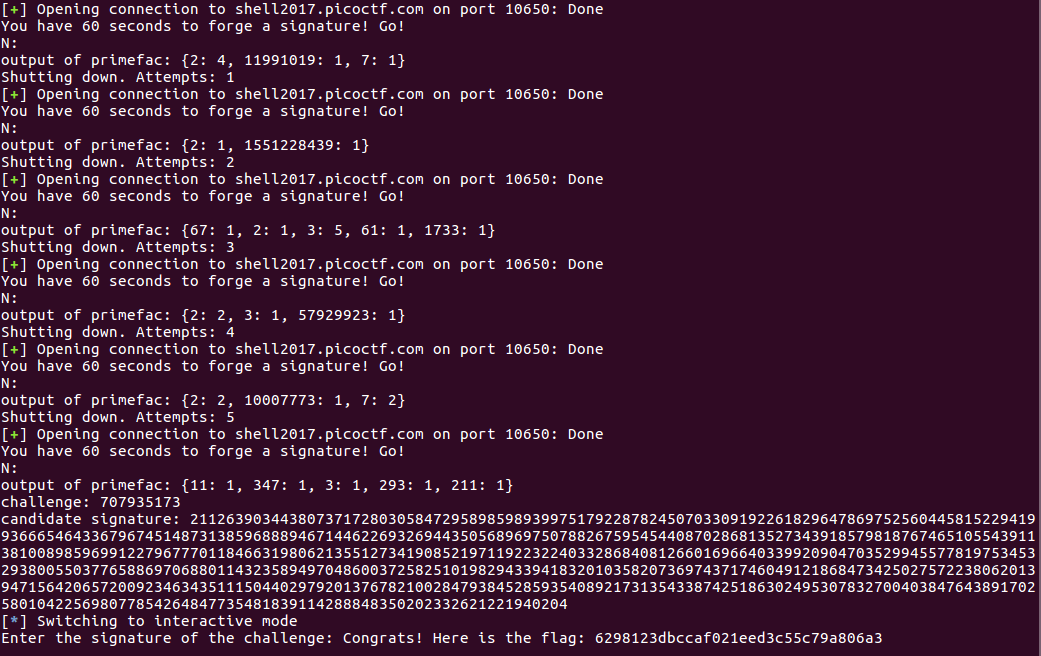 [+] Opening connection to shell2017.picoctf.com on port 10650: Done
You have 60 seconds to forge a signature! Go!
N:
output of primefac: {2: 4, 11991019: 1, 7: 1}
Shutting down. Attempts: 1
[+] Opening connection to shell2017.picoctf.com on port 10650: Done
You have 60 seconds to forge a signature! Go!
N:
output of primefac: {2: 1, 1551228439: 1}
Shutting down. Attempts: 2
[+] Opening connection to shell2017.picoctf.com on port 10650: Done
You have 60 seconds to forge a signature! Go!
N:
output of primefac: {67: 1, 2: 1, 3: 5, 61: 1, 1733: 1}
Shutting down. Attempts: 3
[+] Opening connection to shell2017.picoctf.com on port 10650: Done
You have 60 seconds to forge a signature! Go!
N:
output of primefac: {2: 2, 3: 1, 57929923: 1}
Shutting down. Attempts: 4
[+] Opening connection to shell2017.picoctf.com on port 10650: Done
You have 60 seconds to forge a signature! Go!
N:
output of primefac: {2: 2, 10007773: 1, 7: 2}
Shutting down. Attempts: 5
[+] Opening connection to shell2017.picoctf.com on port 10650: Done
You have 60 seconds to forge a signature! Go!
N:
output of primefac: {11: 1, 347: 1, 3: 1, 293: 1, 211: 1}
challenge: 707935173
candidate signature: 2112639034438073717280305847295898598939975179228782450703309192261829647869752560445815229419
9366654646433679674514873138596888946714462269326944350568969750788267595454408702868135273439185798187674651055439 11
3810089859699122796777011846631980621355127341908521971192232240332868408126601696640339920904703529945577819753453
2938005503776588697068801143235894970486003725825101982943394183201035820736974371746049121868473425027572238062013
9471564206572009234634351115044029792013767821002847938452859354089217313543387425186302495307832700403847643891702
580104225698077854264847735481839114288848350202332621221940204
[*] Switching to interactive mode
Enter the signature of the challenge: Congrats! Here is the flag: 6298123dbccaf021eed3c55c79a806a3